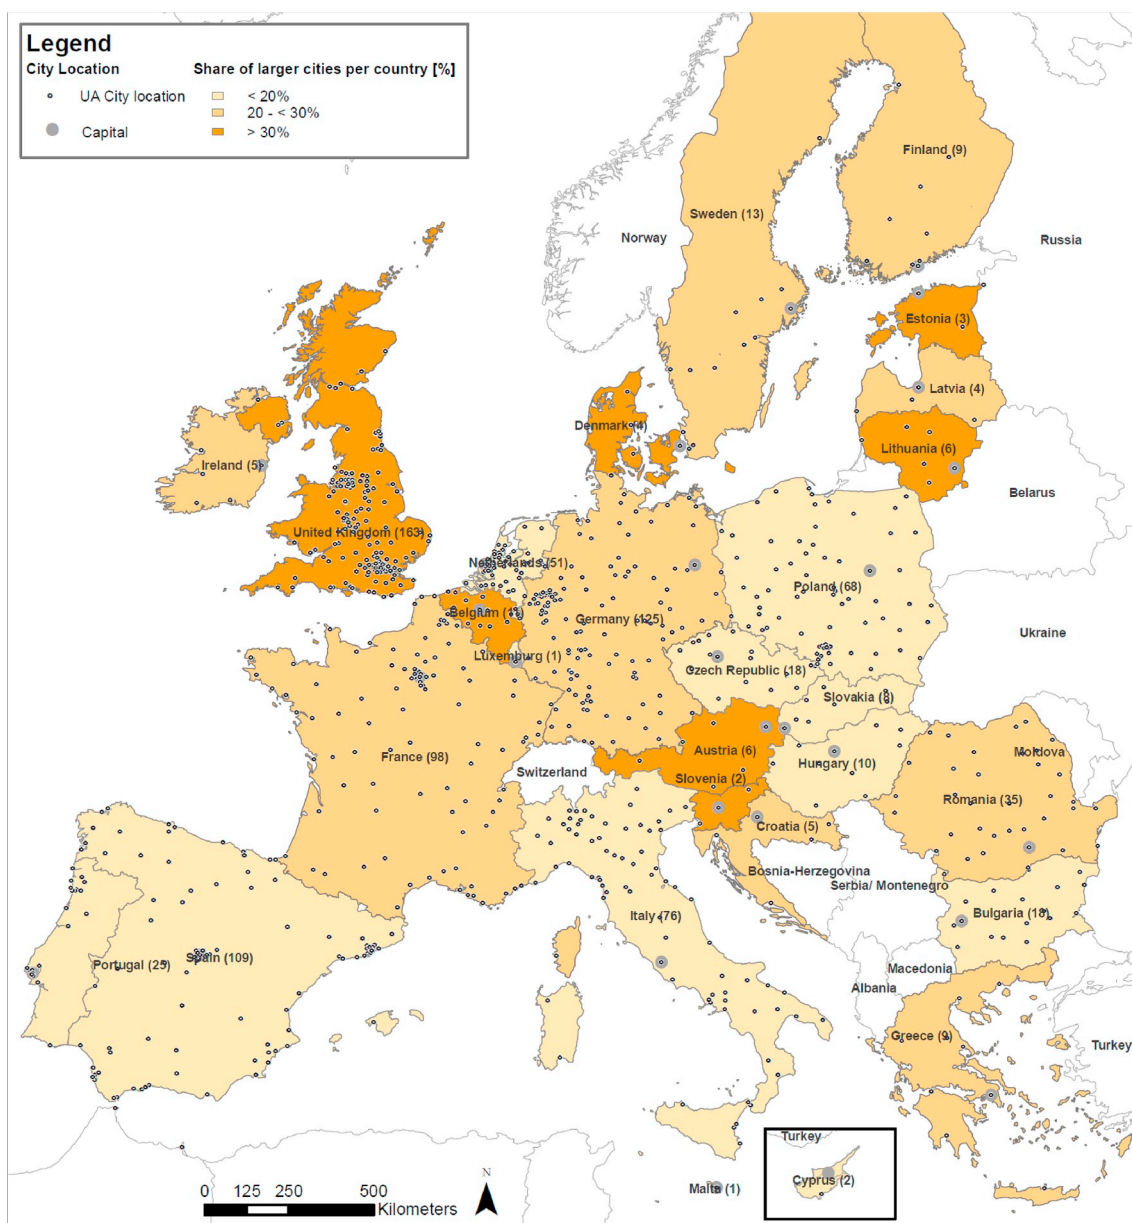 Legend
City Location
Share of larger cities per country [%]
UA City location
< 20%
20 - < 30%
Capital
> 30%
Finland (9)
Sweden (13)
Norway
Russia
Estonia (3)
Latvia (4)
Denmark (4)
Lithuania (6)
Ireland (5)
Belarus
United Kingdom (163)
Netherlands (51)
Poland (68)
Belgium (11)
Germany (125)
Ukraine
Luxemburg (1)
Czech Republic (18)
Slovakia (8)
Austria (6)
Moldova
France (98)
Switzerland
Hungary (10)
Slovenia (2)
Romania (35)
Croatia (5)
Bosnia-Herzegovina
Serbia/ Montenegro
Italy (76)
Bulgaria (18)
Portugal (25)
Spain (109)
Macedonia
Albania
Greece (9)
Turkey
Turkey
Cyprus (2)
Malta (1)
N
0 125 250 500
Kilometers